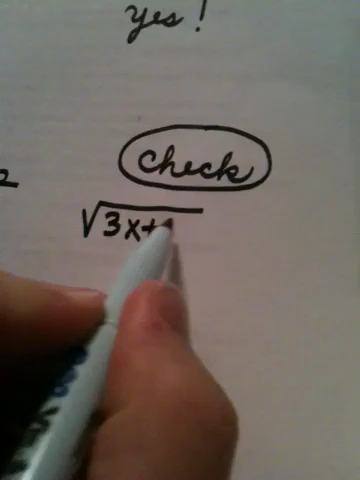 yes!
check
√3x+